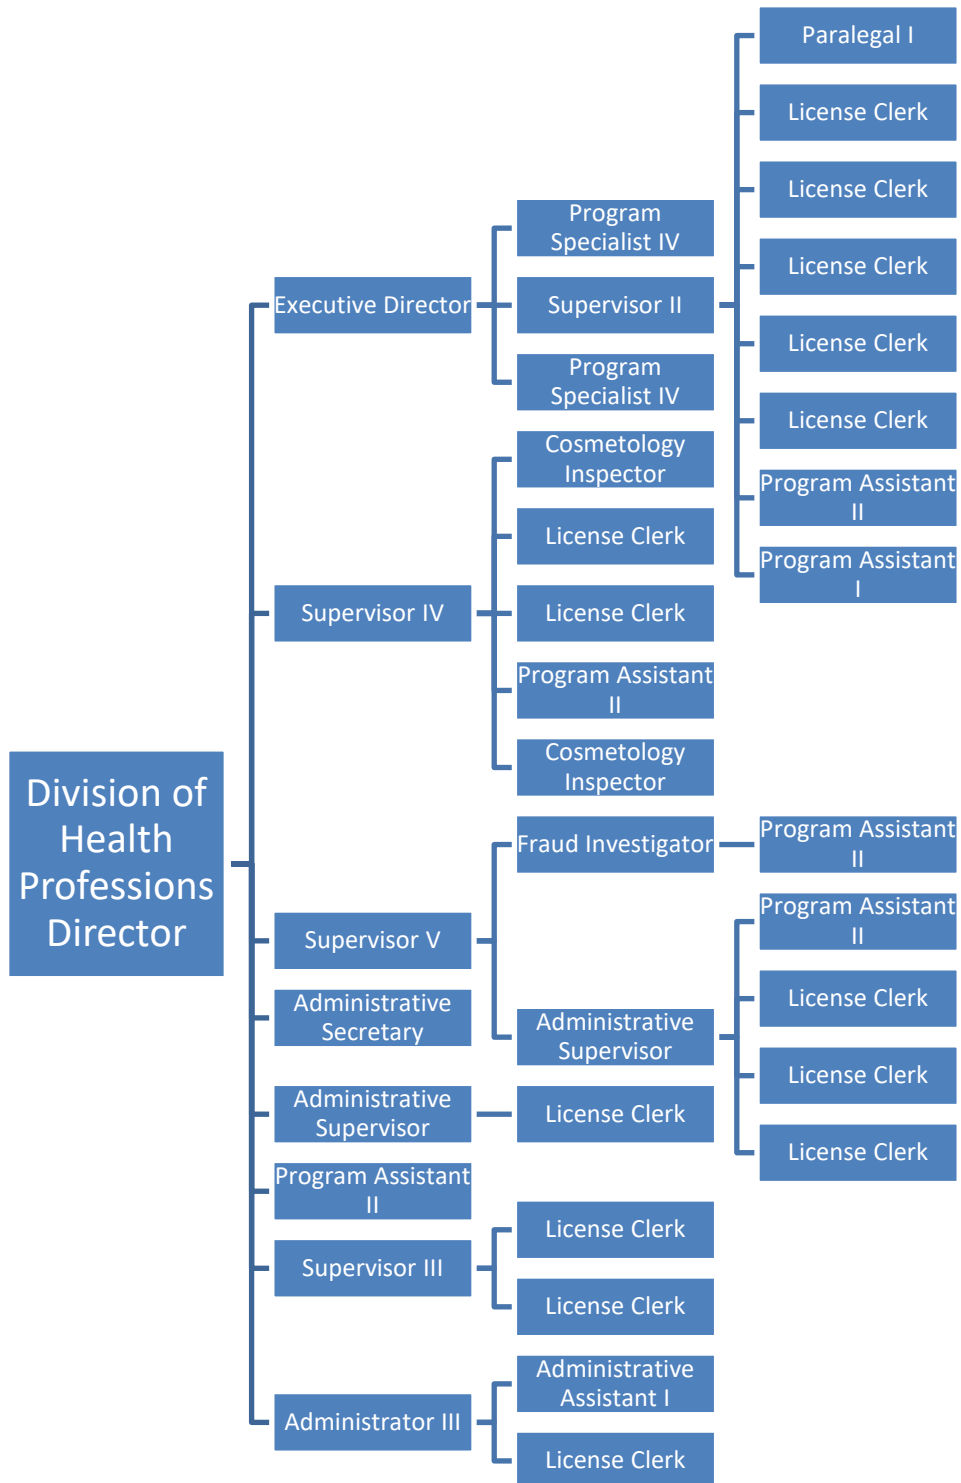 Division of
Health
Professions
Director
Executive Director
Program
Specialist IV
Supervisor II
Paralegal I
License Clerk
License Clerk
License Clerk
License Clerk
License Clerk
Program Assistant
II
Program Assistant
I
Program
Specialist IV
Supervisor IV
Cosmetology
Inspector
License Clerk
License Clerk
Program Assistant
II
Cosmetology
Inspector
Supervisor V
Fraud Investigator
Program Assistant
II
Administrative
Supervisor
Program Assistant
II
License Clerk
License Clerk
License Clerk
Administrative
Secretary
Administrative
Supervisor
License Clerk
Program Assistant
II
Supervisor III
License Clerk
License Clerk
Administrator III
Administrative
Assistant I
License Clerk